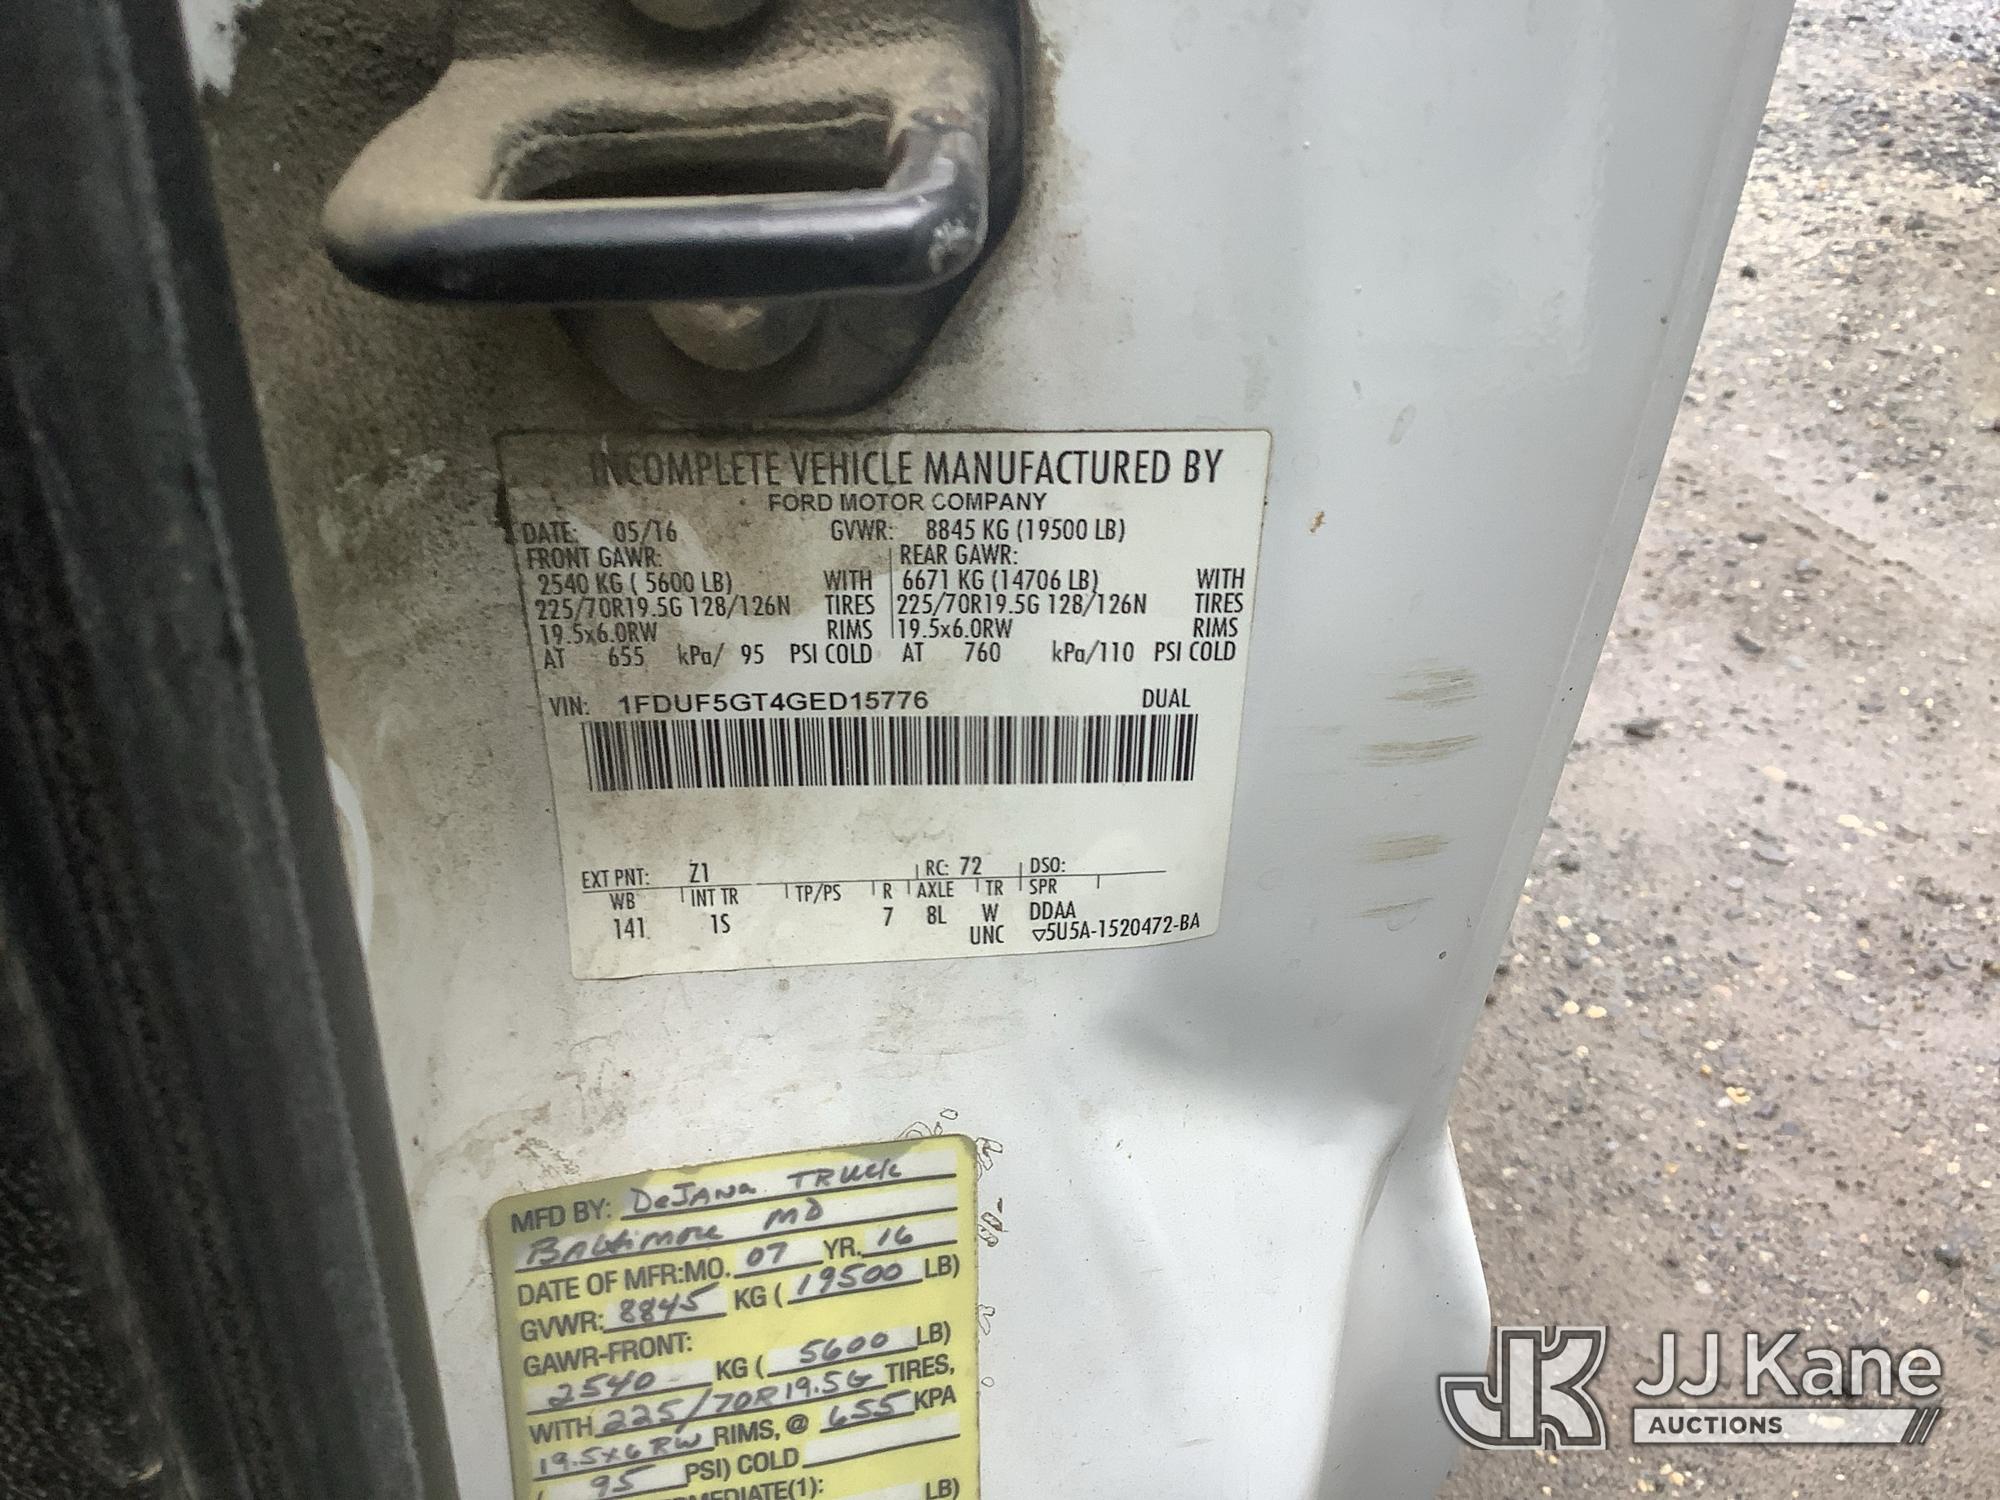 INCOMPLETE VEHICLE MANUFACTURED BY
FORD MOTOR COMPANY
DATE: 05/16 GVWR: 8845 KG (19500 LB)
FRONT GAWR: REAR GAWR:
2540 KG ( 5600 LB) WITH 6671 KG (14706 LB) WITH
225/70R19.5G 128/126N TIRES 225/70R19.5G 128/126N TIRES
19.5x6.0RW RIMS 19.5x6.0RW RIMS
AT 655 kPa/ 95 PSI COLD AT 760 kPa/110 PSI COLD
VIN: 1FDUF5GT4GED15776 DUAL
EXT PNT: Z1 RC: 72 DSO:
WB INT TR TP/PS R AXLE TR SPR
141 1S 7 8L W DDAA
UNC ▽5U5A-1520472-BA
MFD BY: DeJANA TRUCK
BALtimore MD
DATE OF MFR:MO. 07 YR. 16
GVWR: 8845 KG ( 19500 LB)
GAWR-FRONT:
2540 KG ( 5600 LB)
WITH 225/70R19.5G TIRES,
19.5x6 RW RIMS, @ 655 KPA
( 95 PSI) COLD
MEDIATE(1): LB)
JK JJ Kane
AUCTIONS